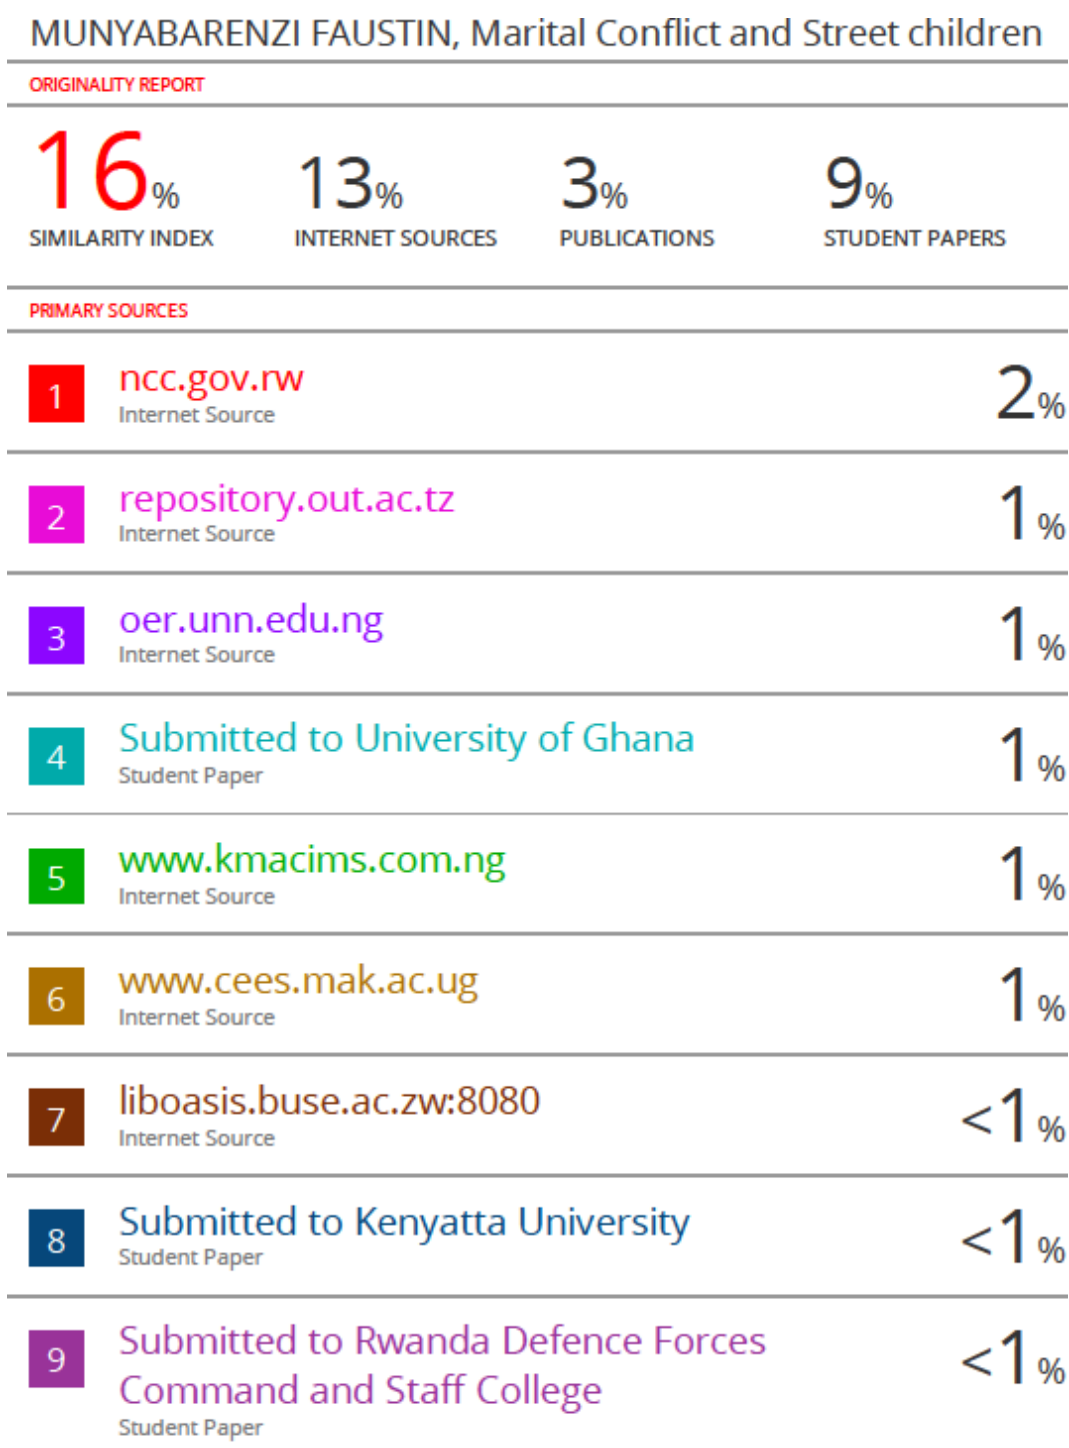 MUNYABARENZI FAUSTIN, Marital Conflict and Street children
ORIGINALITY REPORT
16% 13% 3% 9%
SIMILARITY INDEX INTERNET SOURCES PUBLICATIONS STUDENT PAPERS
PRIMARY SOURCES
1 ncc.gov.rw 2%
Internet Source
2 repository.out.ac.tz 1%
Internet Source
3 oer.unn.edu.ng 1%
Internet Source
4 Submitted to University of Ghana 1%
Student Paper
5 www.kmacims.com.ng 1%
Internet Source
6 www.cees.mak.ac.ug 1%
Internet Source
7 liboasis.buse.ac.zw:8080 <1%
Internet Source
8 Submitted to Kenyatta University <1%
Student Paper
9 Submitted to Rwanda Defence Forces <1%
Command and Staff College
Student Paper